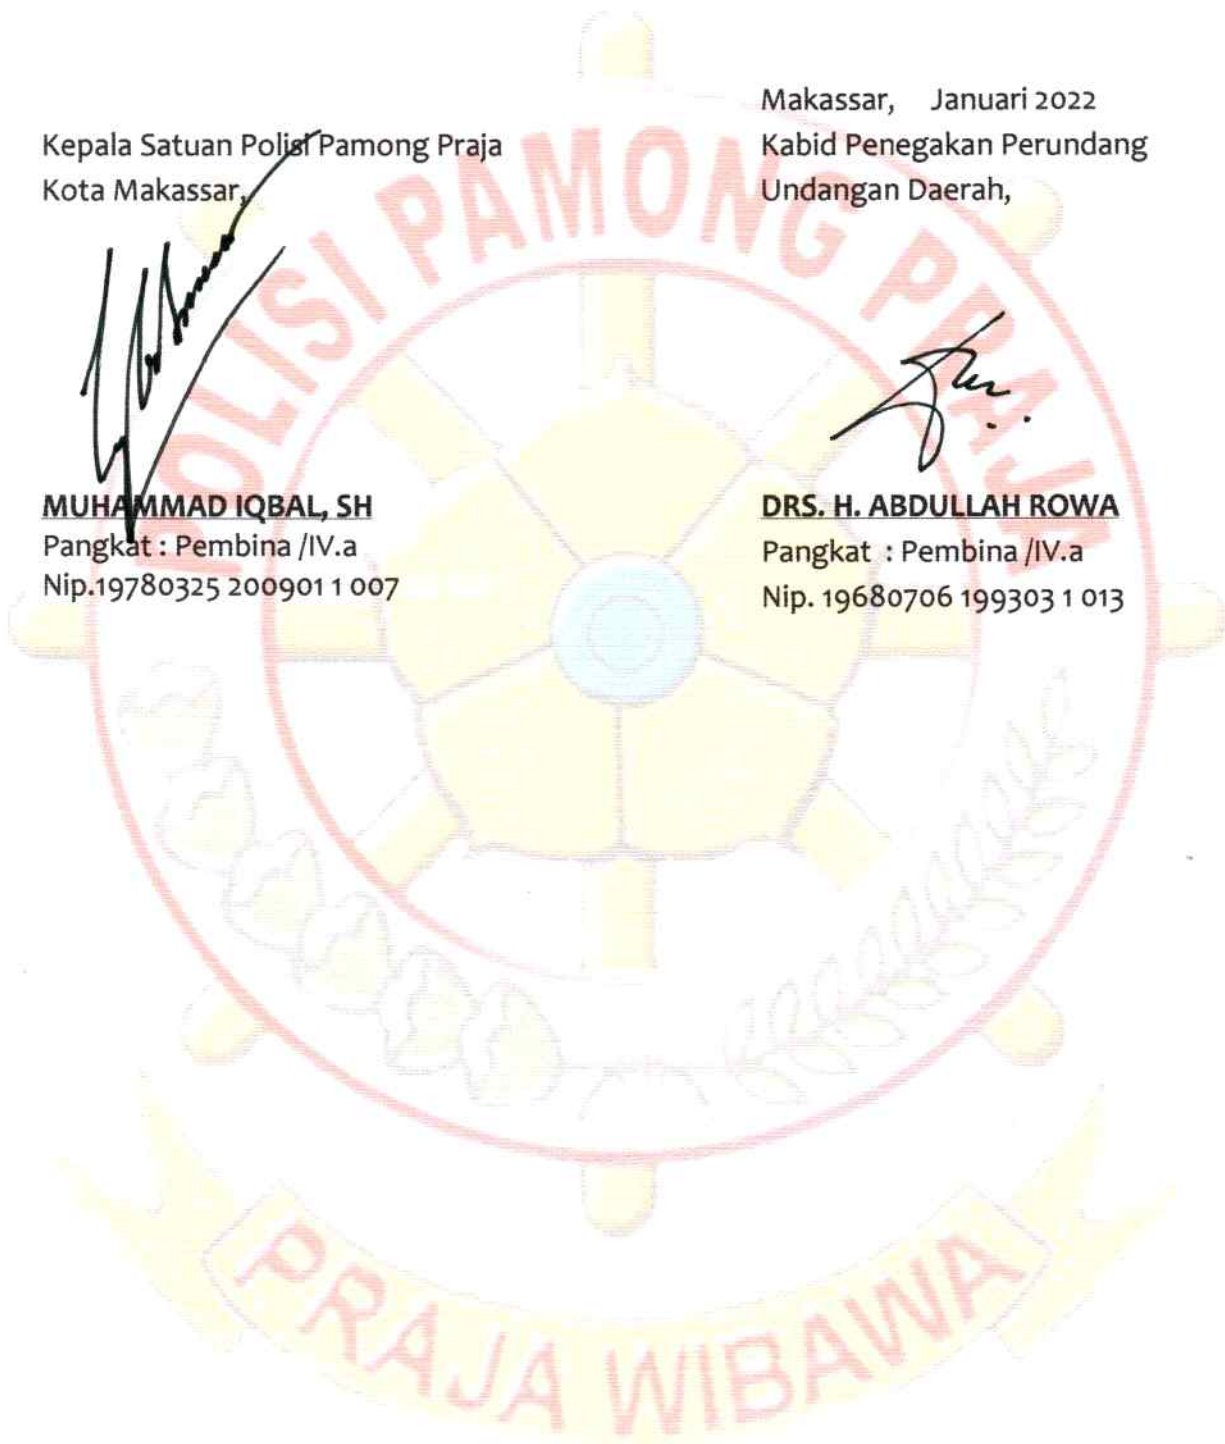 Makassar, Januari 2022
Kepala Satuan Polisi Pamong Praja
Kota Makassar,
Kabid Penegakan Perundang
Undangan Daerah,
MUHAMMAD IQBAL, SH
Pangkat : Pembina /IV.a
Nip.19780325 200901 1 007
DRS. H. ABDULLAH ROWA
Pangkat : Pembina /IV.a
Nip. 19680706 199303 1 013
POLISI PAMONG PRAJA
PRAJA WIBAWA